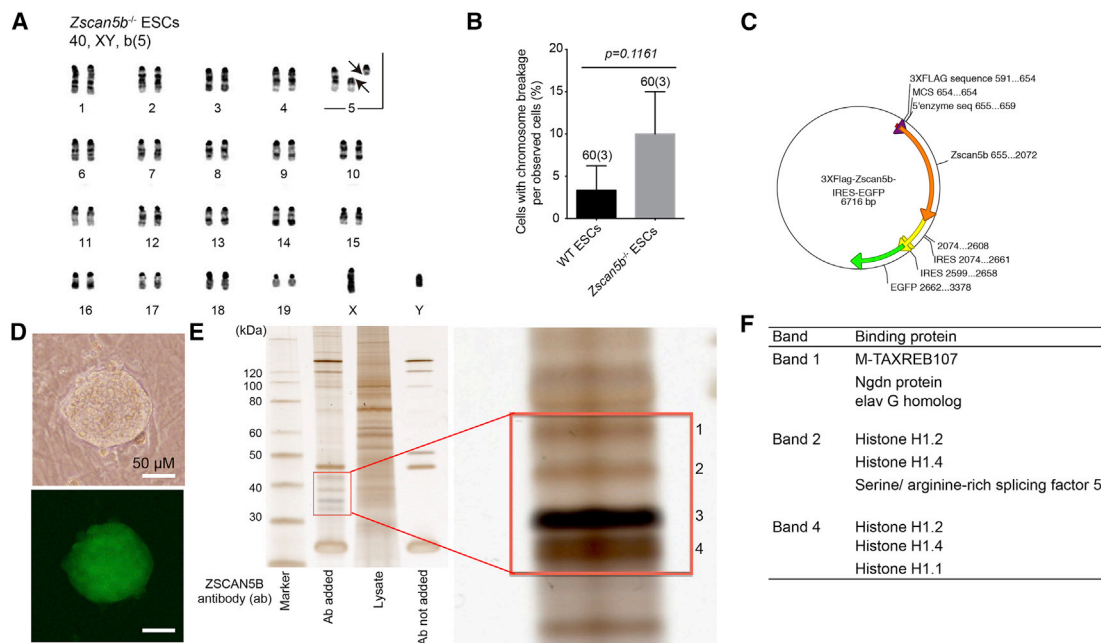 A
Zscan5b-/- ESCs
40, XY, b(5)
1 2 3 4 5
6 7 8 9 10
11 12 13 14 15
16 17 18 19 X Y
B
p=0.1161
Cells with chromosome breakage
per observed cells (%)
20
15
10
5
0
60(3)
60(3)
WT ESCs
Zscan5b-/- ESCs
C
3XFLAG sequence 591...654
MCS 654...654
5'enzyme seq 655...659
Zscan5b 655...2072
3XFlag-Zscan5b-
IRES-EGFP
6716 bp
2074...2608
IRES 2074...2661
IRES 2599...2658
EGFP 2662...3378
D
50 µM
E
(kDa)
120
100
80
60
50
40
30
ZSCAN5B
antibody (ab)
Marker
Ab added
Lysate
Ab not added
1
2
3
4
F
Band Binding protein
Band 1 M-TAXREB107
Ngdn protein
elav G homolog
Band 2 Histone H1.2
Histone H1.4
Serine/ arginine-rich splicing factor 5
Band 4 Histone H1.2
Histone H1.4
Histone H1.1